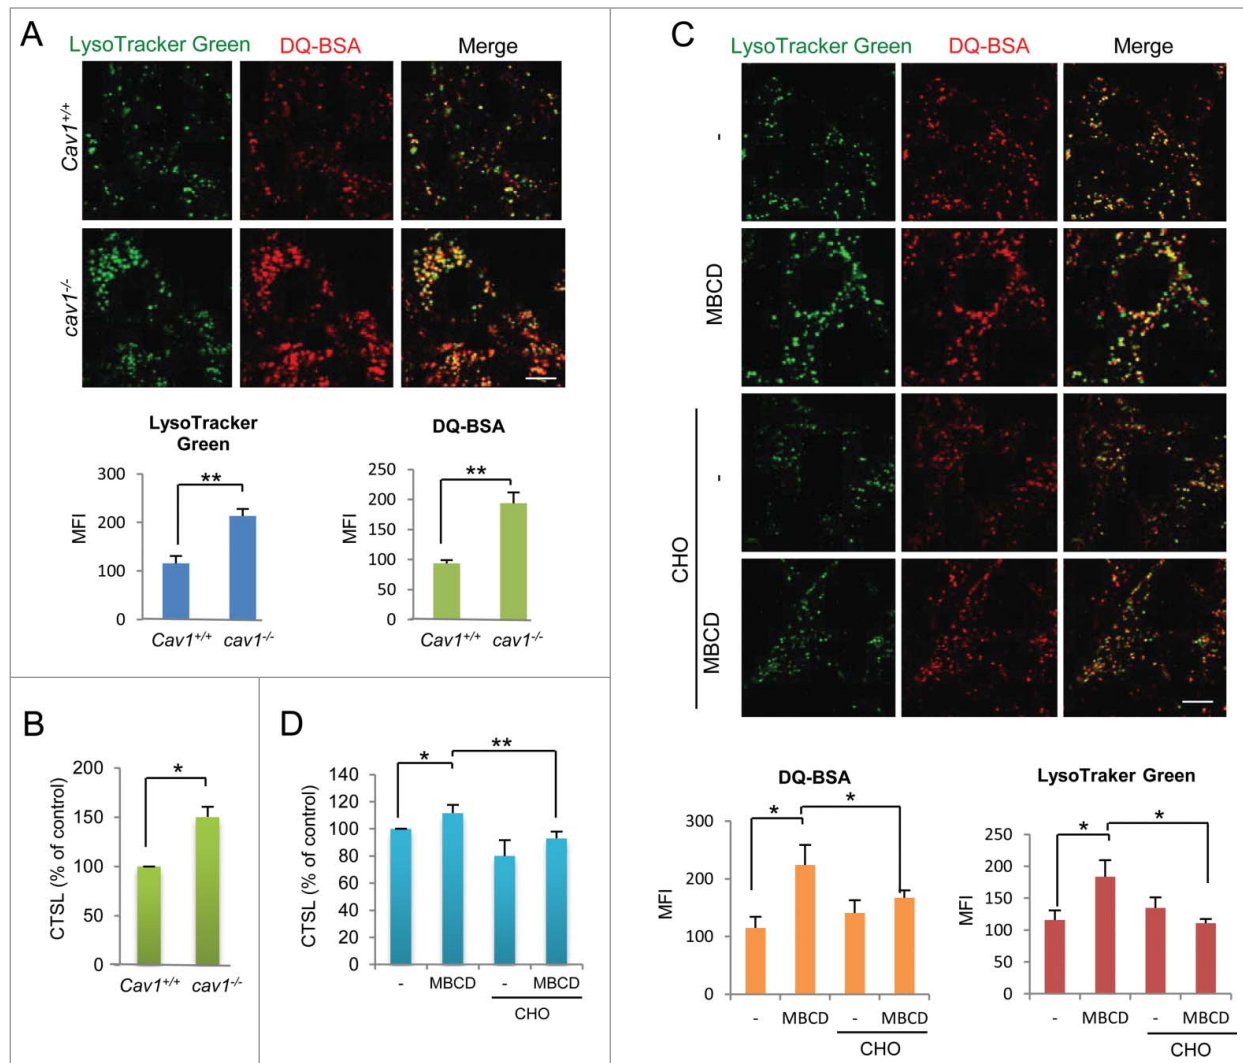 A
LysoTracker Green DQ-BSA Merge
Cav1+/+
cav1-/-
LysoTracker
Green
MFI
300
200
100
0
**
Cav1+/+ cav1-/-
DQ-BSA
MFI
250
200
150
100
50
0
**
Cav1+/+ cav1-/-
B
CTSL (% of control)
200
150
100
50
0
*
Cav1+/+ cav1-/-
D
CTSL (% of control)
140
120
100
80
60
40
20
0
* **
- MBCD - MBCD
CHO
C
LysoTracker Green DQ-BSA Merge
-
MBCD
CHO
-
MBCD
DQ-BSA
MFI
300
200
100
0
* *
- MBCD - MBCD
CHO
LysoTraker Green
MFI
250
200
150
100
50
0
* *
- MBCD - MBCD
CHO